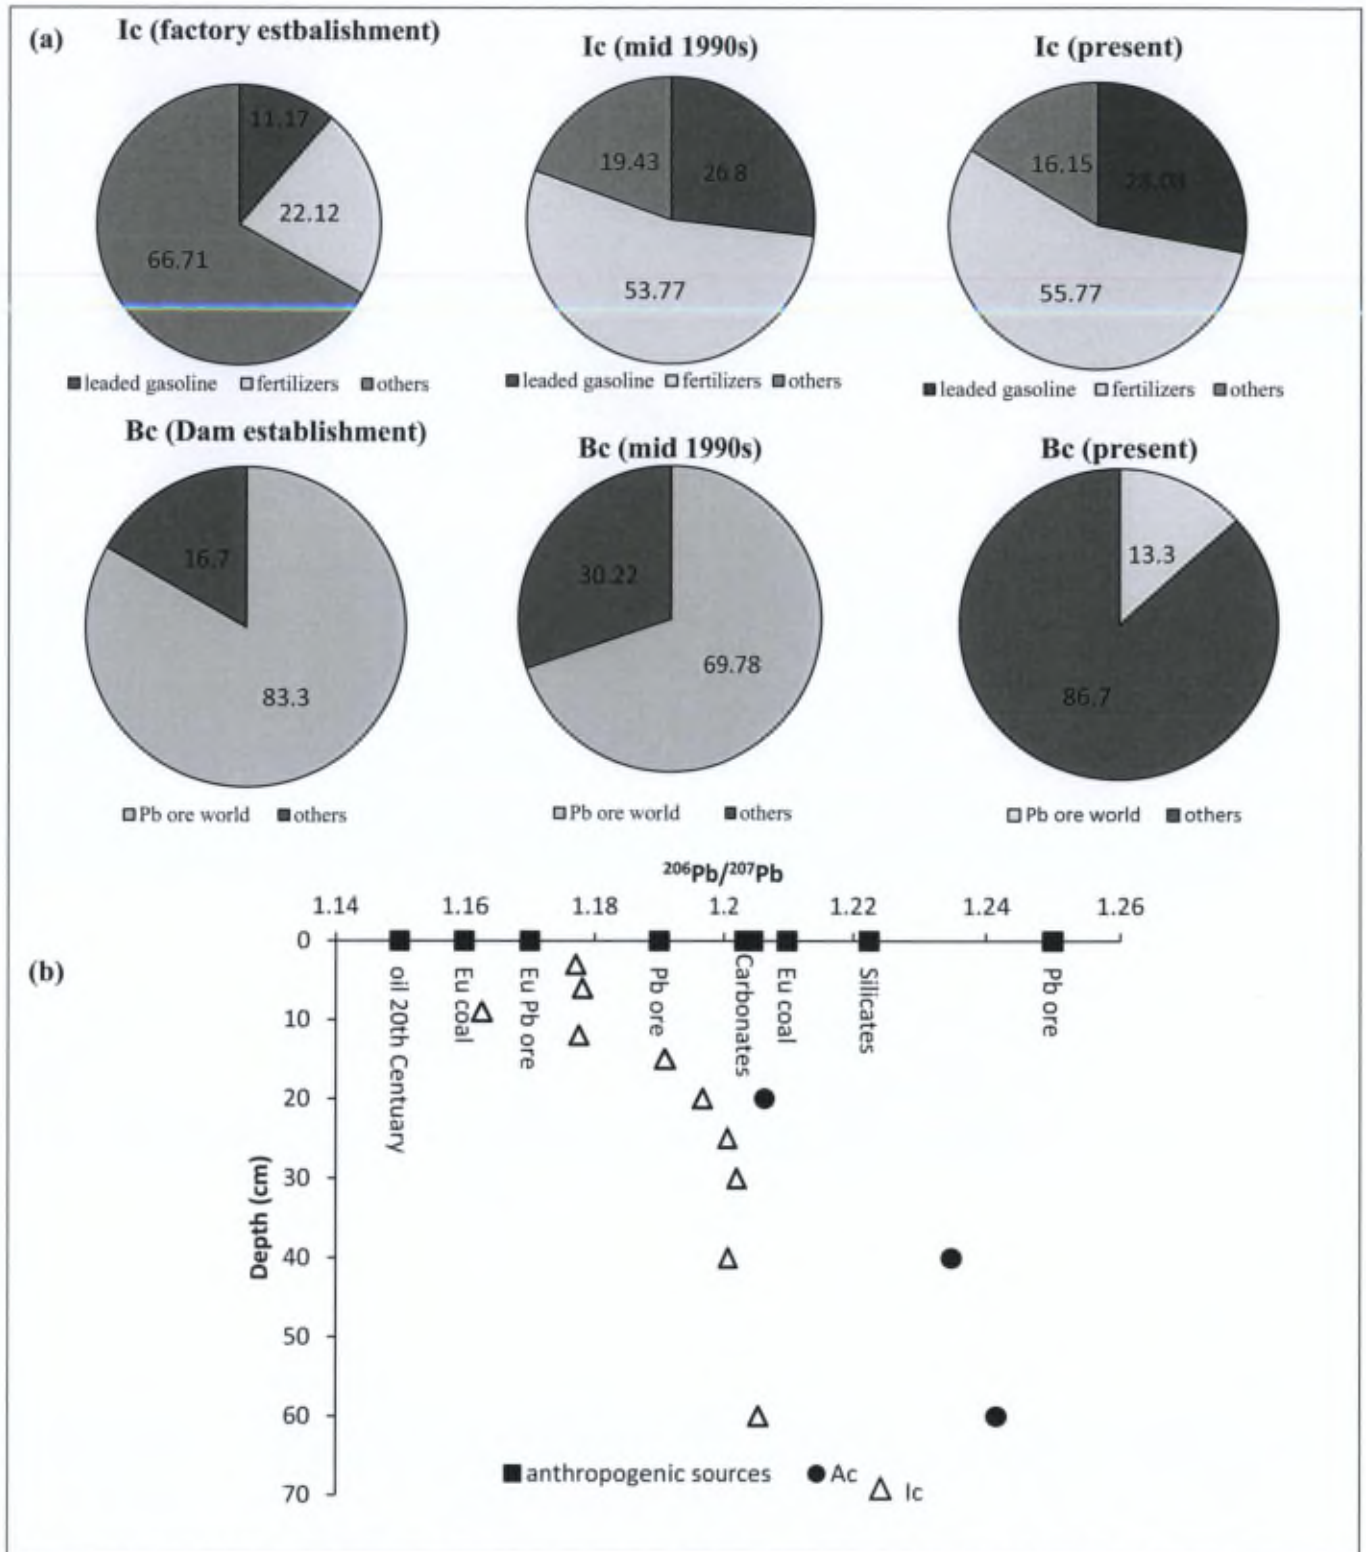 (a)
Ic (factory estbalishment)
Ic (mid 1990s)
Ic (present)
11.17
22.12
66.71
19.43
26.8
53.77
16.15
28.08
55.77
leaded gasoline fertilizers others
leaded gasoline fertilizers others
leaded gasoline fertilizers others
Bc (Dam establishment)
Bc (mid 1990s)
Bc (present)
16.7
83.3
30.22
69.78
13.3
86.7
Pb ore world others
Pb ore world others
Pb ore world others
(b)
²⁰⁶Pb/²⁰⁷Pb
1.14 1.16 1.18 1.2 1.22 1.24 1.26
0
10
20
30
40
50
60
70
Depth (cm)
oil 20th Centuary
Eu coal
Eu Pb ore
Pb ore
Carbonates
Eu coal
Silicates
Pb ore
anthropogenic sources Ac Ic